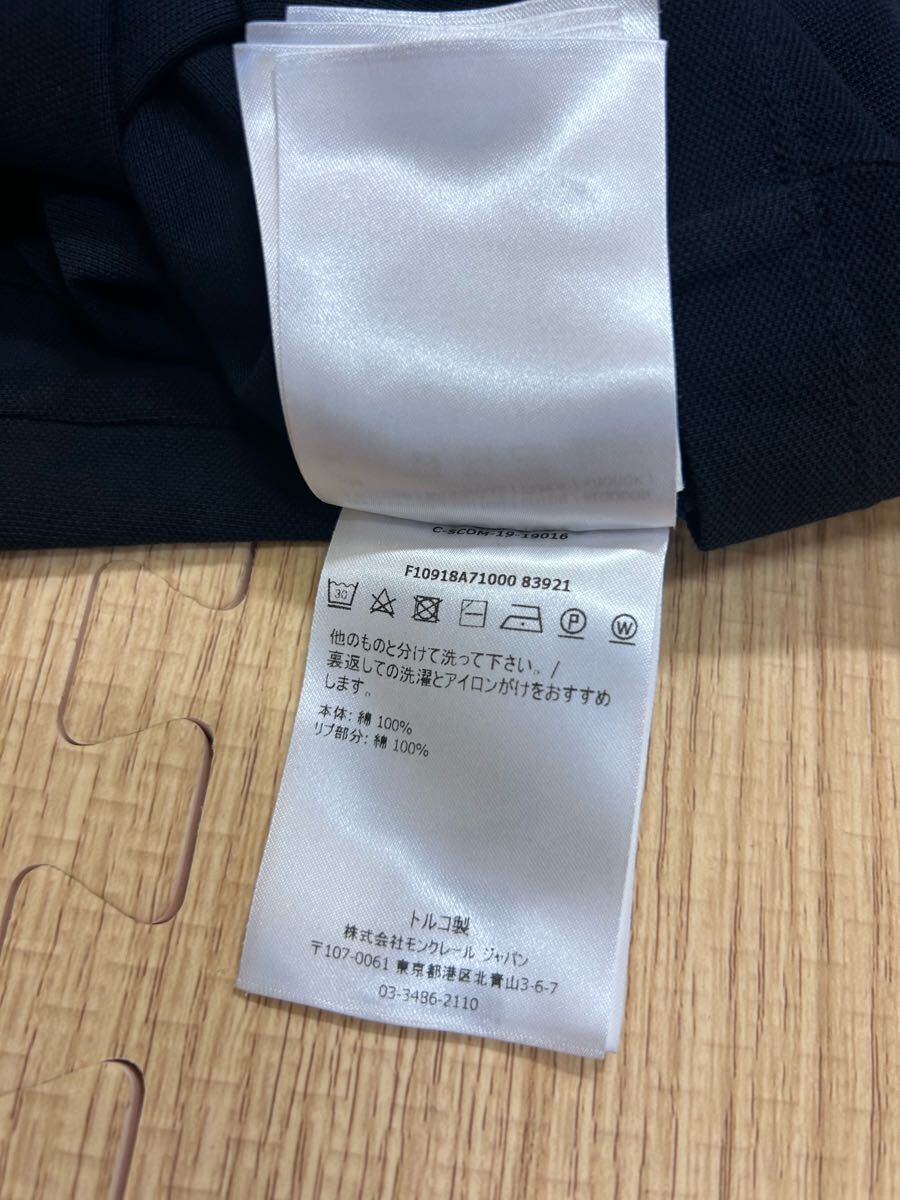 C-SCOM-19-19016
F10918A71000 83921
30
P
W
他のものと分けて洗って下さい。/
裏返しての洗濯とアイロンがけをおすすめ
します。
本体: 綿 100%
リブ部分: 綿 100%
トルコ製
株式会社モンクレール ジャパン
〒107-0061 東京都港区北青山3-6-7
03-3486-2110